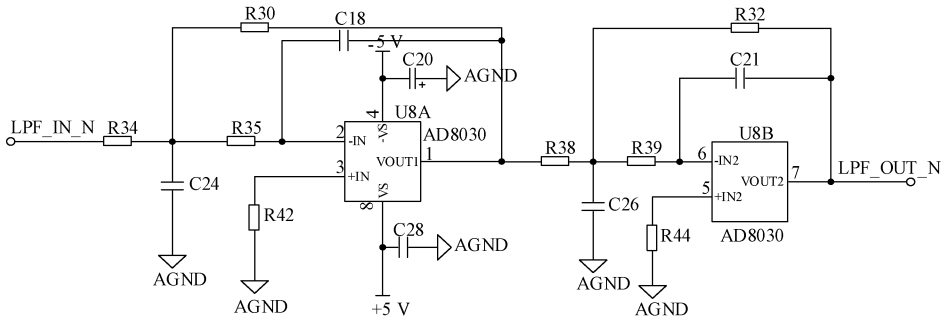 R30
C18
R32
-5 V
C20
+
AGND
C21
LPF_IN_N
R34
R35
4
-VS
U8A
AD8030
2
-IN
3
+IN
VOUT1
1
VS
8
R38
R39
U8B
6
-IN2
5
+IN2
VOUT2
7
LPF_OUT_N
AD8030
C24
R42
C28
AGND
C26
R44
AGND
AGND
+5 V
AGND
AGND